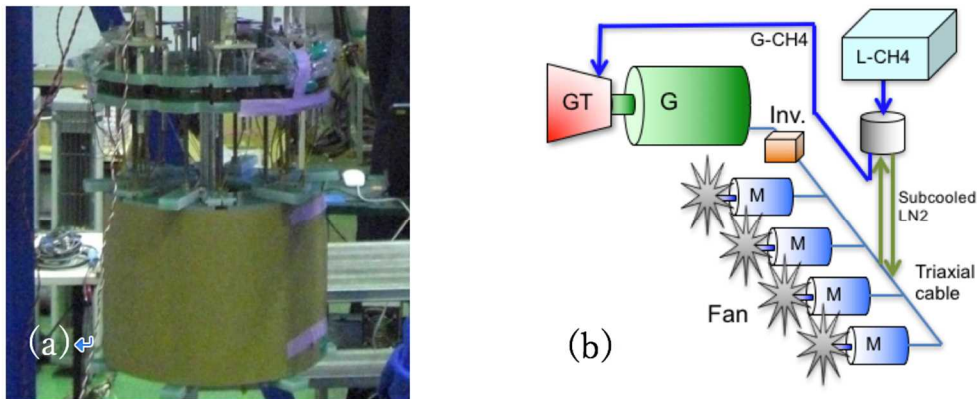 (a)↵
G-CH4
L-CH4
GT
G
Inv.
M
Subcooled
LN2
M
Triaxial
cable
M
Fan
M
(b)